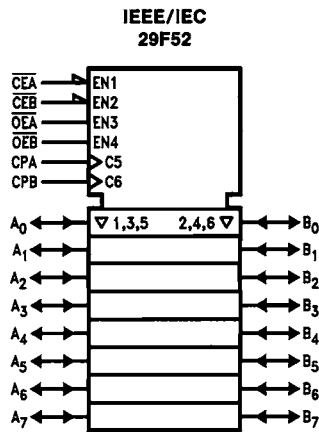 IEEE/IEC
29F52
CEA EN1
CEB EN2
OEA EN3
OEB EN4
CPA C5
CPB C6
A0 ▽ 1,3,5 2,4,6 ▽ B0
A1 B1
A2 B2
A3 B3
A4 B4
A5 B5
A6 B6
A7 B7